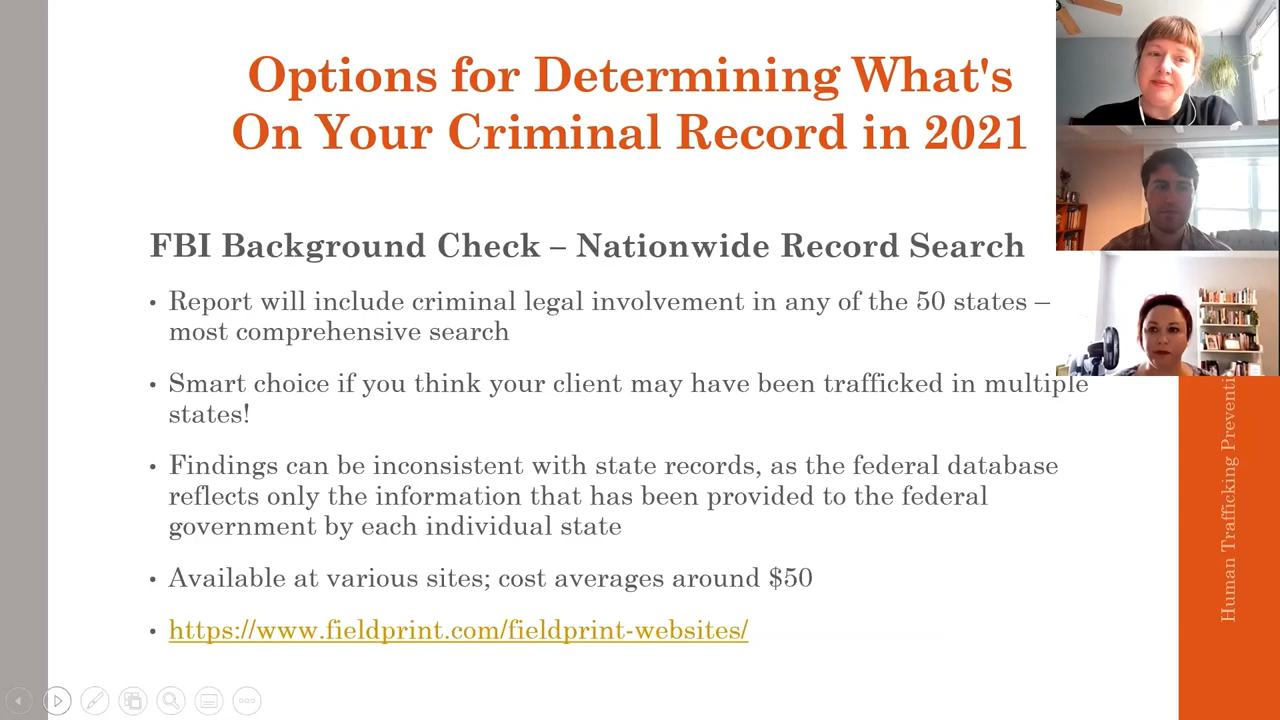 Options for Determining What's
On Your Criminal Record in 2021
FBI Background Check – Nationwide Record Search
• Report will include criminal legal involvement in any of the 50 states –
most comprehensive search
• Smart choice if you think your client may have been trafficked in multiple
states!
• Findings can be inconsistent with state records, as the federal database
reflects only the information that has been provided to the federal
government by each individual state
• Available at various sites; cost averages around $50
• https://www.fieldprint.com/fieldprint-websites/
Human Trafficking Preventi